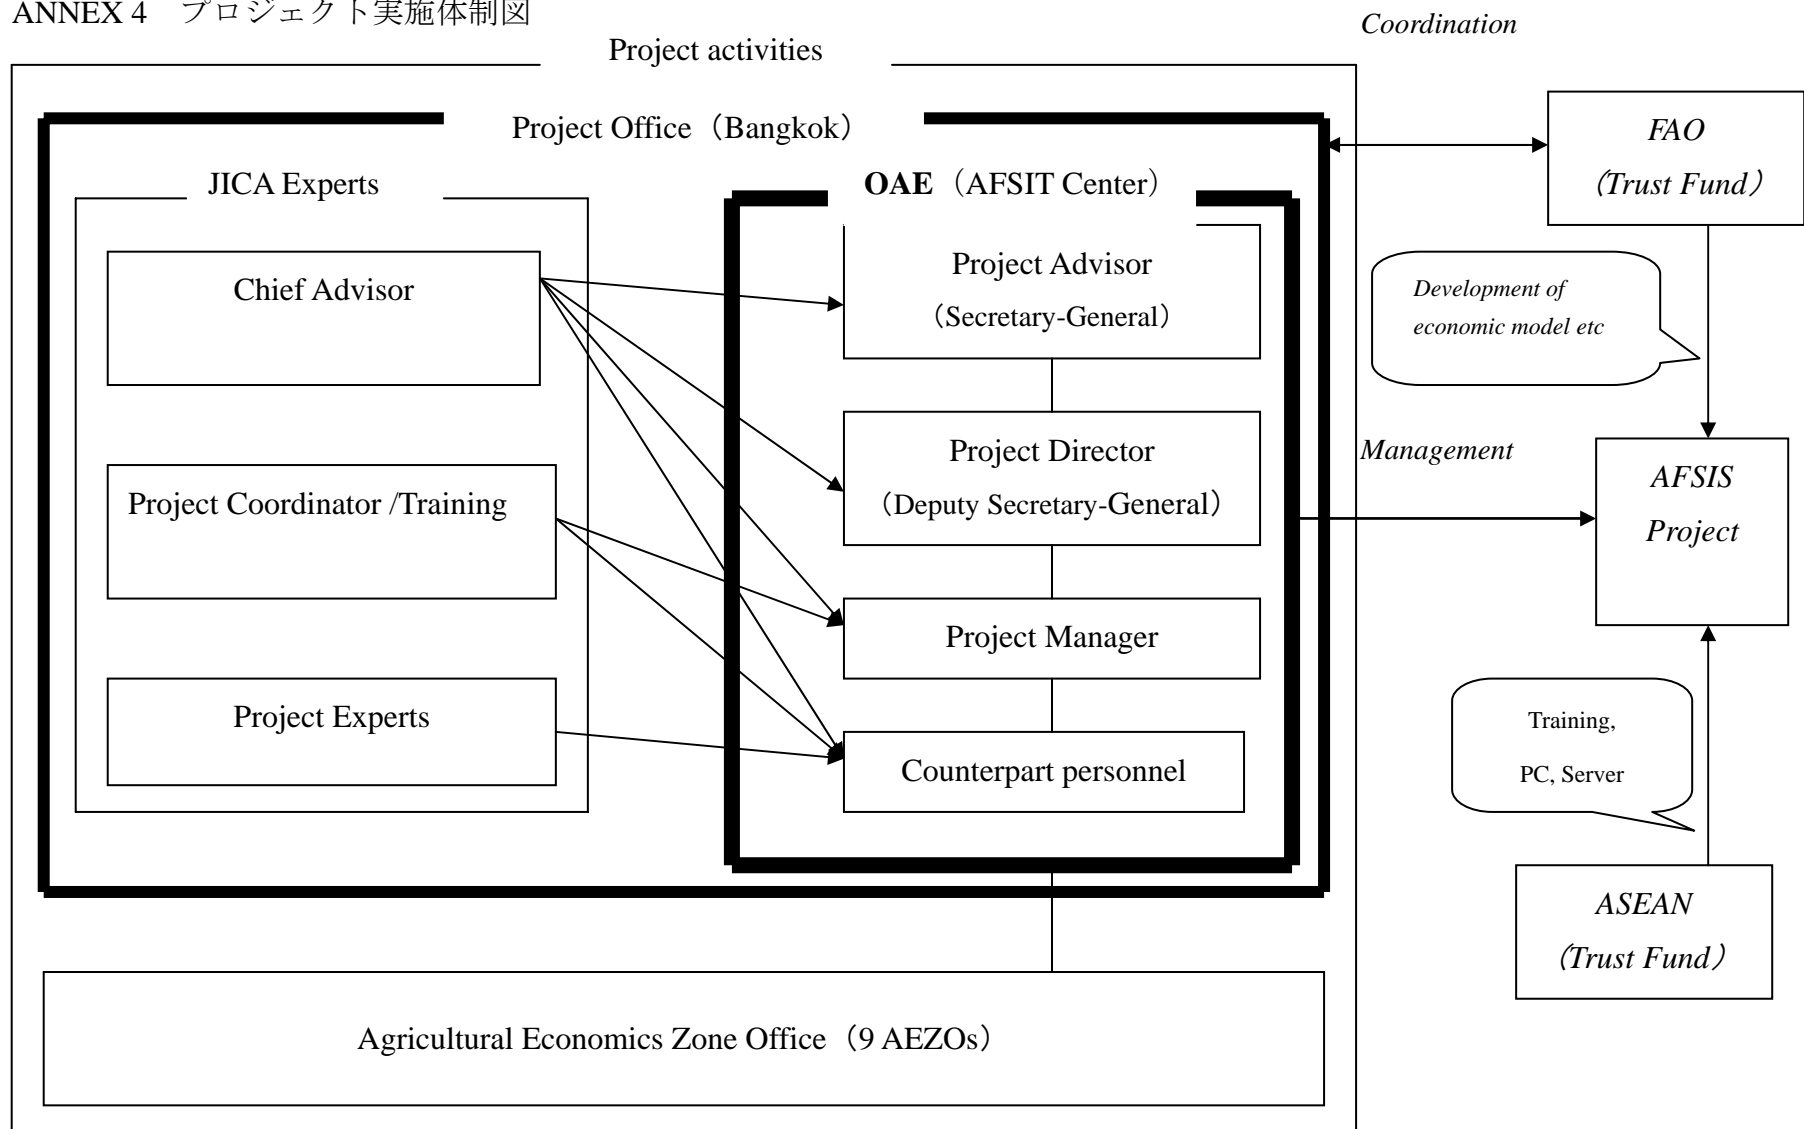 ANNEX 4　プロジェクト実施体制図
Coordination
Project activities
Project Office（Bangkok）
JICA Experts
OAE（AFSIT Center）
FAO
（Trust Fund）
Chief Advisor
Project Advisor
（Secretary-General）
Development of
economic model etc
Project Coordinator /Training
Project Director
（Deputy Secretary-General）
Management
AFSIS
Project
Project Manager
Project Experts
Counterpart personnel
Training,
PC, Server
ASEAN
（Trust Fund）
Agricultural Economics Zone Office（9 AEZOs）